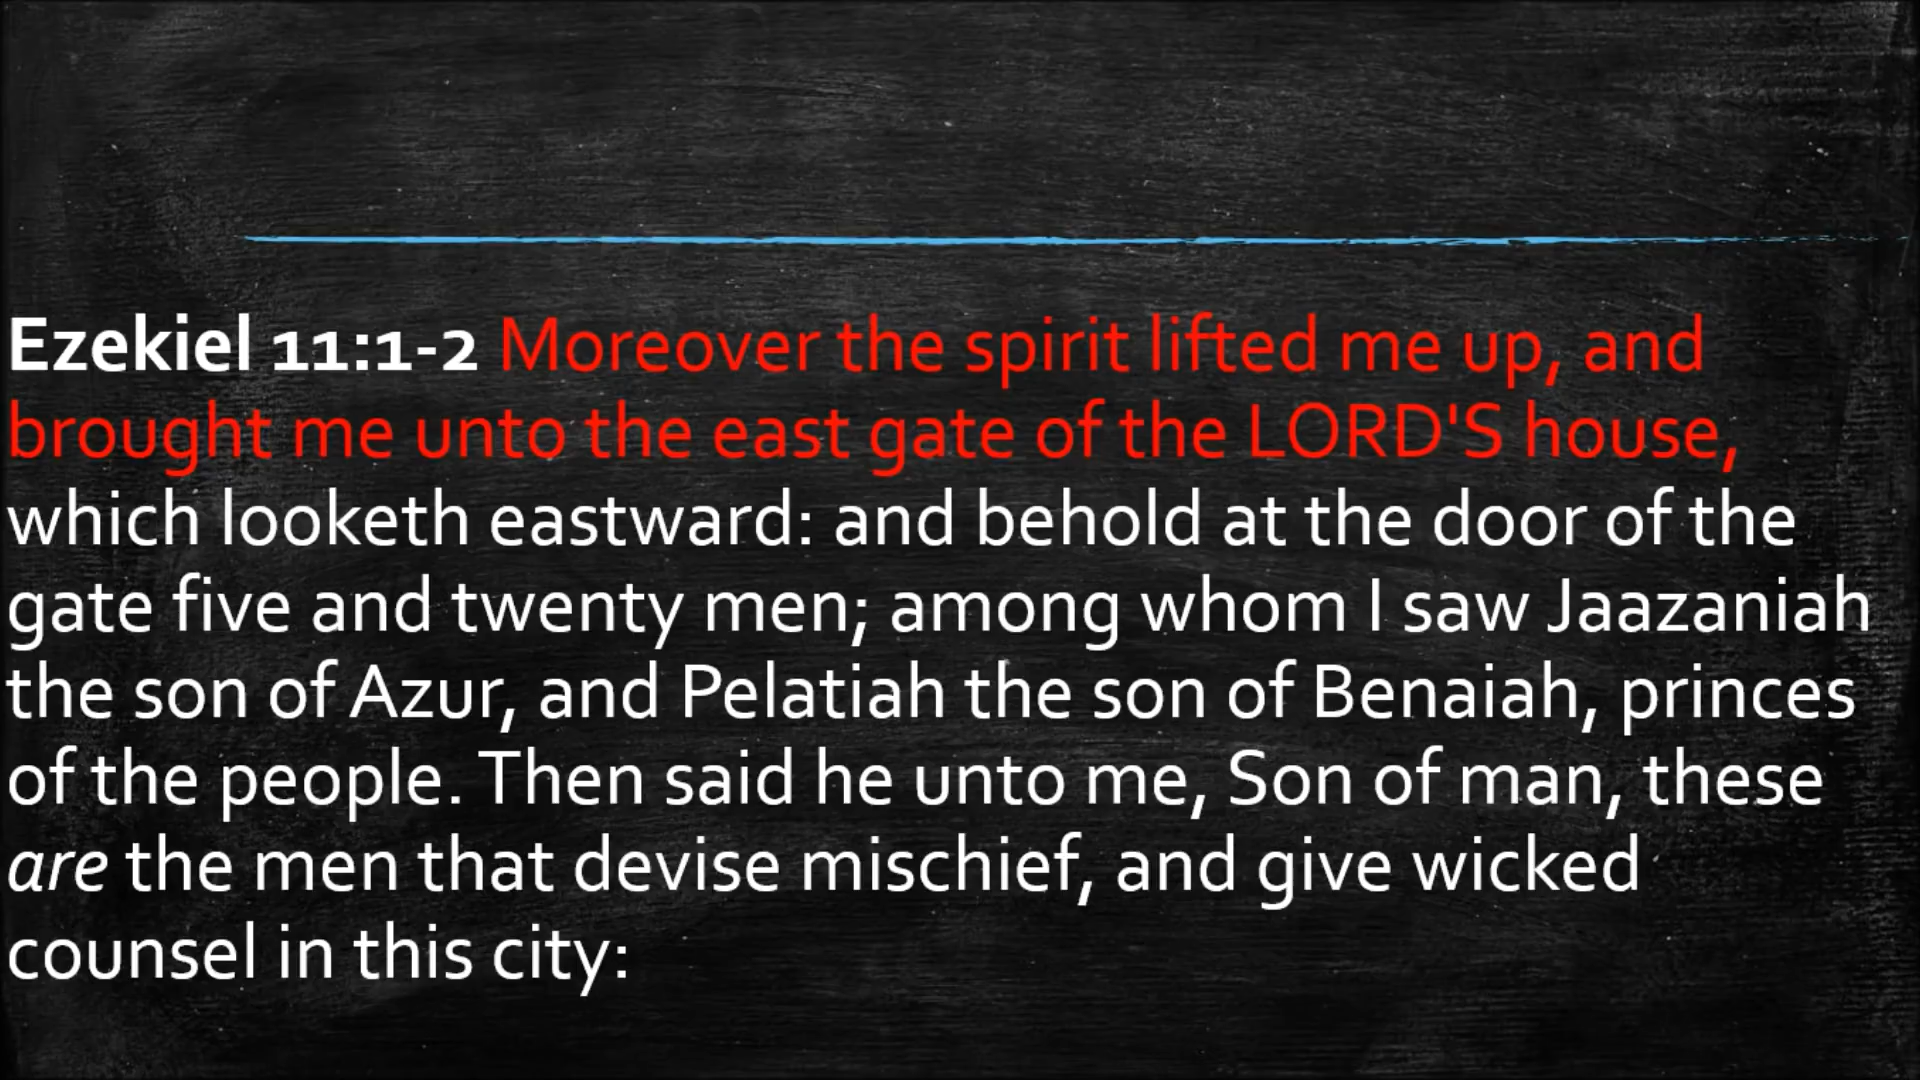 Ezekiel 11:1-2 Moreover the spirit lifted me up, and
brought me unto the east gate of the LORD'S house,
which looketh eastward: and behold at the door of the
gate five and twenty men; among whom I saw Jaazaniah
the son of Azur, and Pelatiah the son of Benaiah, princes
of the people. Then said he unto me, Son of man, these
are the men that devise mischief, and give wicked
counsel in this city: